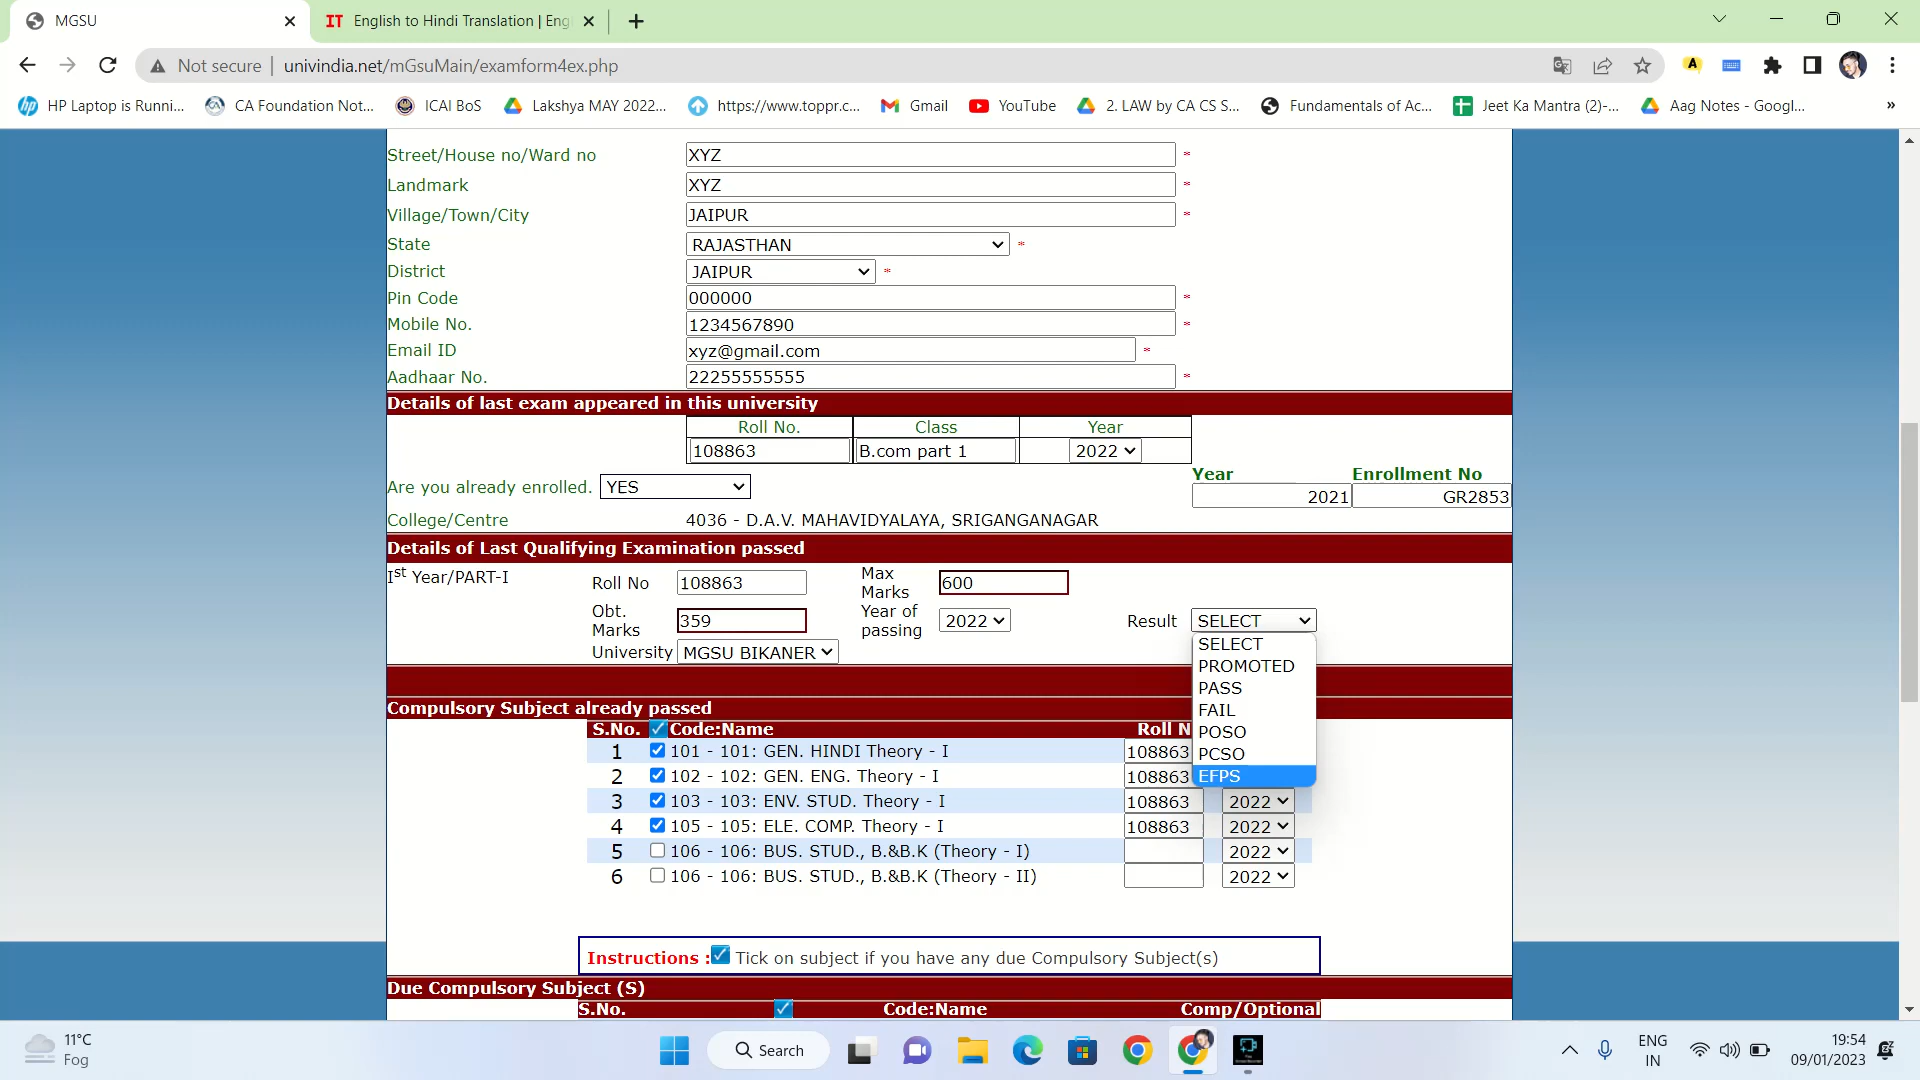 MGSU
English to Hindi Translation | Eng
Not secure
univindia.net/mGsuMain/examform4ex.php
HP Laptop is Runni...
CA Foundation Not...
ICAI BoS
Lakshya MAY 2022...
https://www.toppr.c...
Gmail
YouTube
2. LAW by CA CS S...
Fundamentals of Ac...
Jeet Ka Mantra (2)-...
Aag Notes - Googl...
»
Street/House no/Ward no XYZ *
Landmark XYZ *
Village/Town/City JAIPUR *
State RAJASTHAN *
District JAIPUR *
Pin Code 000000 *
Mobile No. 1234567890 *
Email ID xyz@gmail.com *
Aadhaar No. 22255555555 *
Details of last exam appeared in this university
Roll No. Class Year
108863 B.com part 1 2022
Year Enrollment No
Are you already enrolled. YES 2021 GR2853
College/Centre 4036 - D.A.V. MAHAVIDYALAYA, SRIGANGANAGAR
Details of Last Qualifying Examination passed
Ist Year/PART-I
Roll No 108863 Max Marks 600
Obt. Marks 359 Year of passing 2022 Result SELECT
University MGSU BIKANER
SELECT
PROMOTED
PASS
FAIL
POSO
PCSO
EFPS
Compulsory Subject already passed
S.No. Code:Name Roll N
1 101 - 101: GEN. HINDI Theory - I 108863
2 102 - 102: GEN. ENG. Theory - I 108863
3 103 - 103: ENV. STUD. Theory - I 108863 2022
4 105 - 105: ELE. COMP. Theory - I 108863 2022
5 106 - 106: BUS. STUD., B.&B.K (Theory - I) 2022
6 106 - 106: BUS. STUD., B.&B.K (Theory - II) 2022
Instructions : Tick on subject if you have any due Compulsory Subject(s)
Due Compulsory Subject (S)
S.No. Code:Name Comp/Optional
11°C
Fog
Search
ENG
IN
19:54
09/01/2023